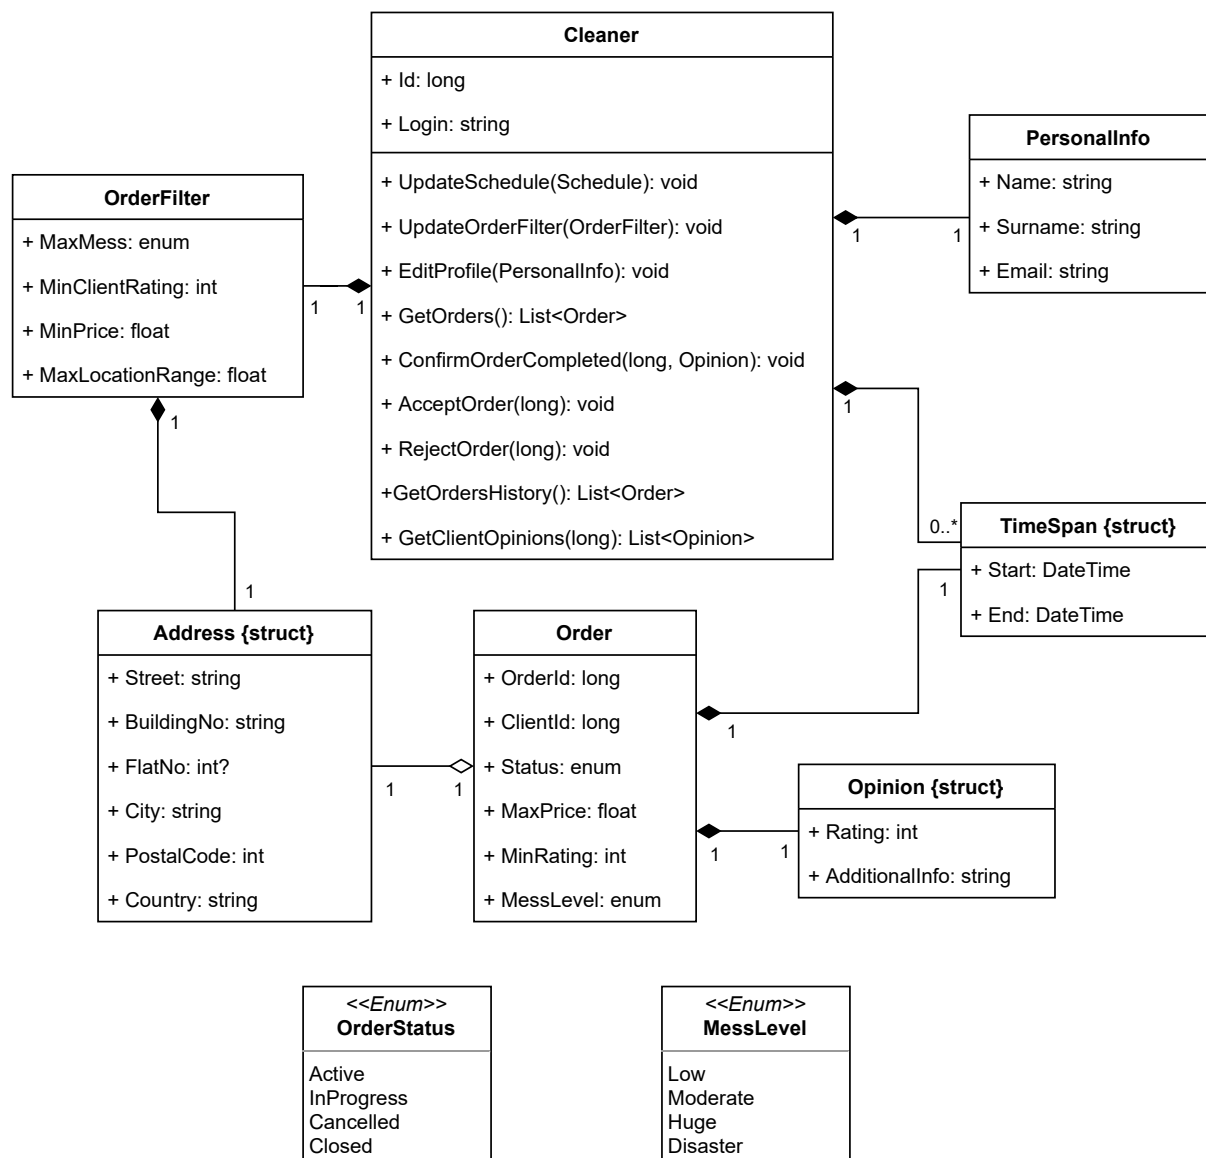 Cleaner
+ Id: long
+ Login: string
+ UpdateSchedule(Schedule): void
+ UpdateOrderFilter(OrderFilter): void
+ EditProfile(PersonalInfo): void
+ GetOrders(): List<Order>
+ ConfirmOrderCompleted(long, Opinion): void
+ AcceptOrder(long): void
+ RejectOrder(long): void
+GetOrdersHistory(): List<Order>
+ GetClientOpinions(long): List<Opinion>
PersonalInfo
+ Name: string
+ Surname: string
+ Email: string
1
1
OrderFilter
+ MaxMess: enum
+ MinClientRating: int
+ MinPrice: float
+ MaxLocationRange: float
1
1
1
1
1
0..*
TimeSpan {struct}
+ Start: DateTime
+ End: DateTime
1
Address {struct}
+ Street: string
+ BuildingNo: string
+ FlatNo: int?
+ City: string
+ PostalCode: int
+ Country: string
1
1
Order
+ OrderId: long
+ ClientId: long
+ Status: enum
+ MaxPrice: float
+ MinRating: int
+ MessLevel: enum
1
1
1
Opinion {struct}
+ Rating: int
+ AdditionalInfo: string
<<Enum>>
OrderStatus
Active
InProgress
Cancelled
Closed
<<Enum>>
MessLevel
Low
Moderate
Huge
Disaster